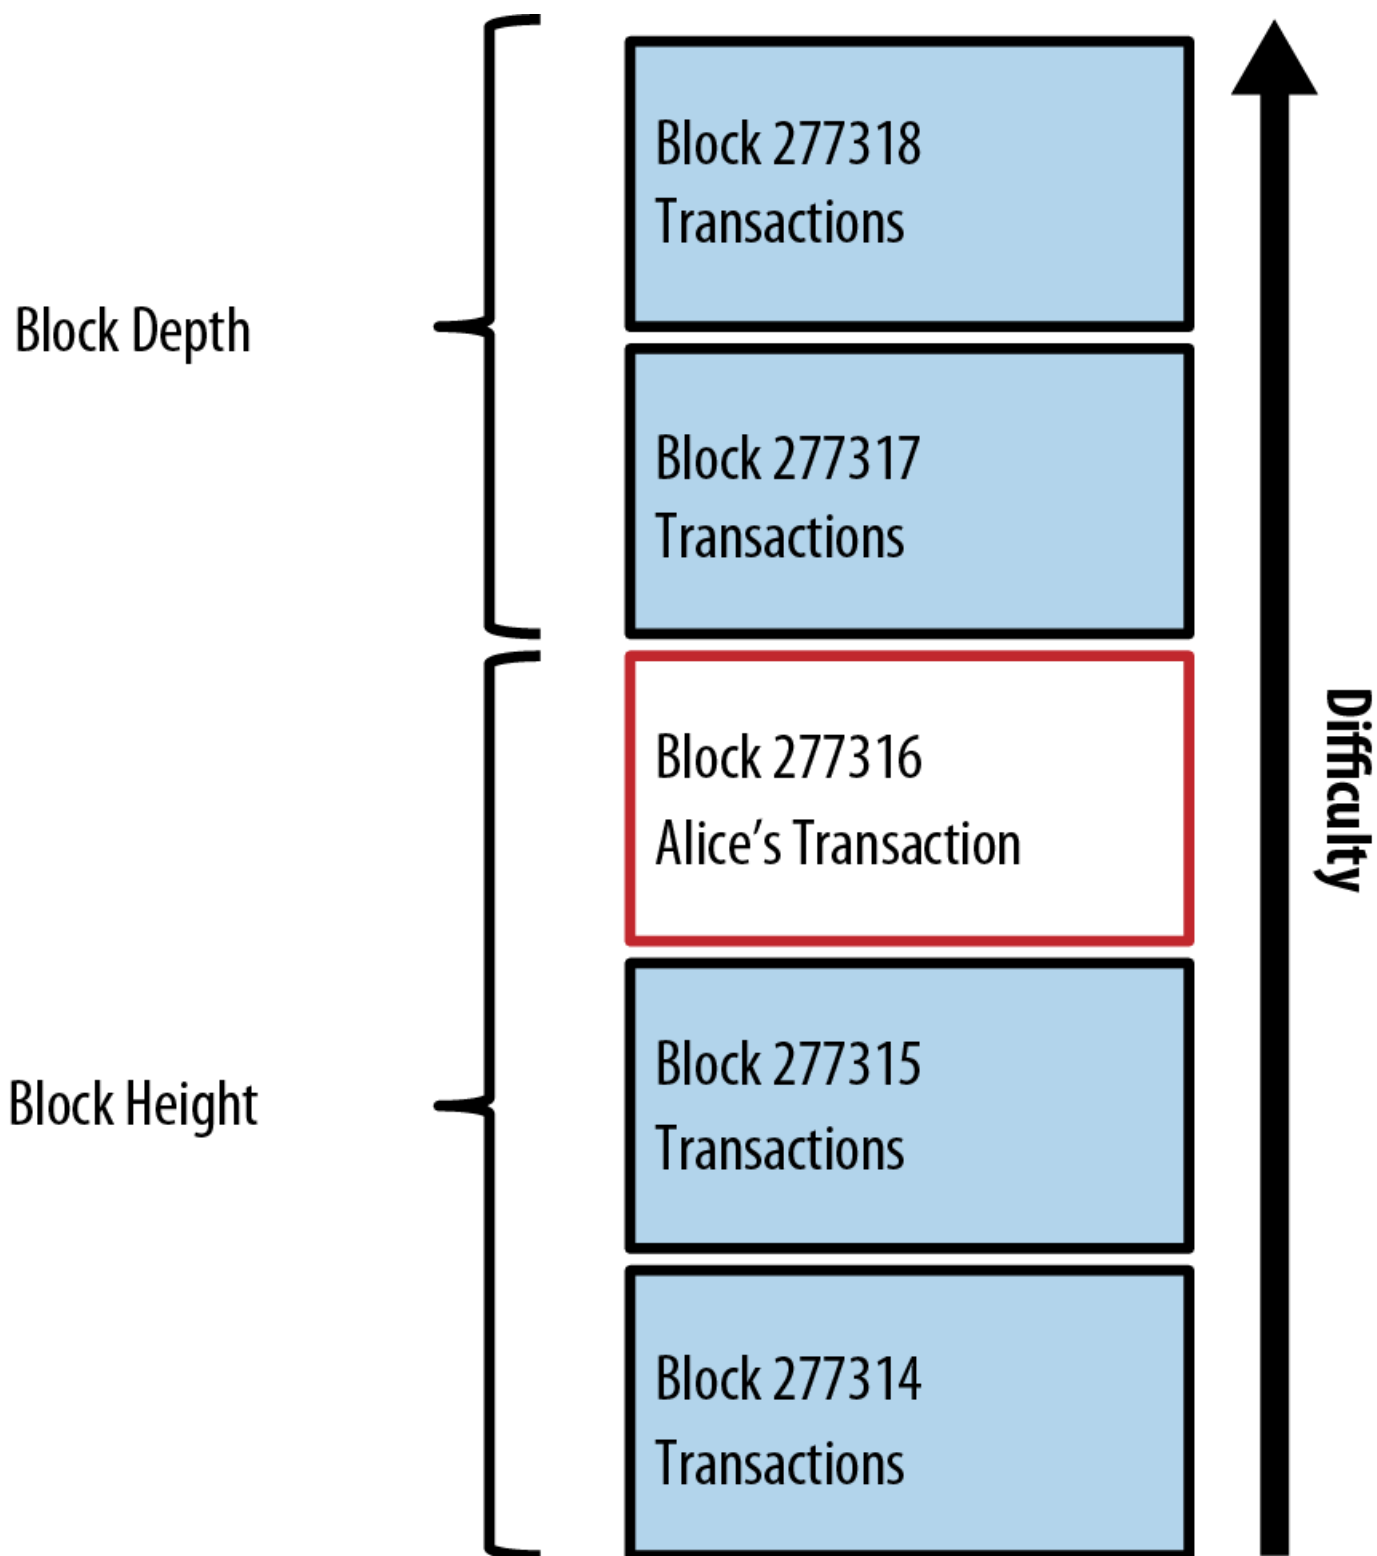 Block 277318
Transactions
Block Depth
Block 277317
Transactions
Block 277316
Alice’s Transaction
Difficulty
Block 277315
Transactions
Block Height
Block 277314
Transactions